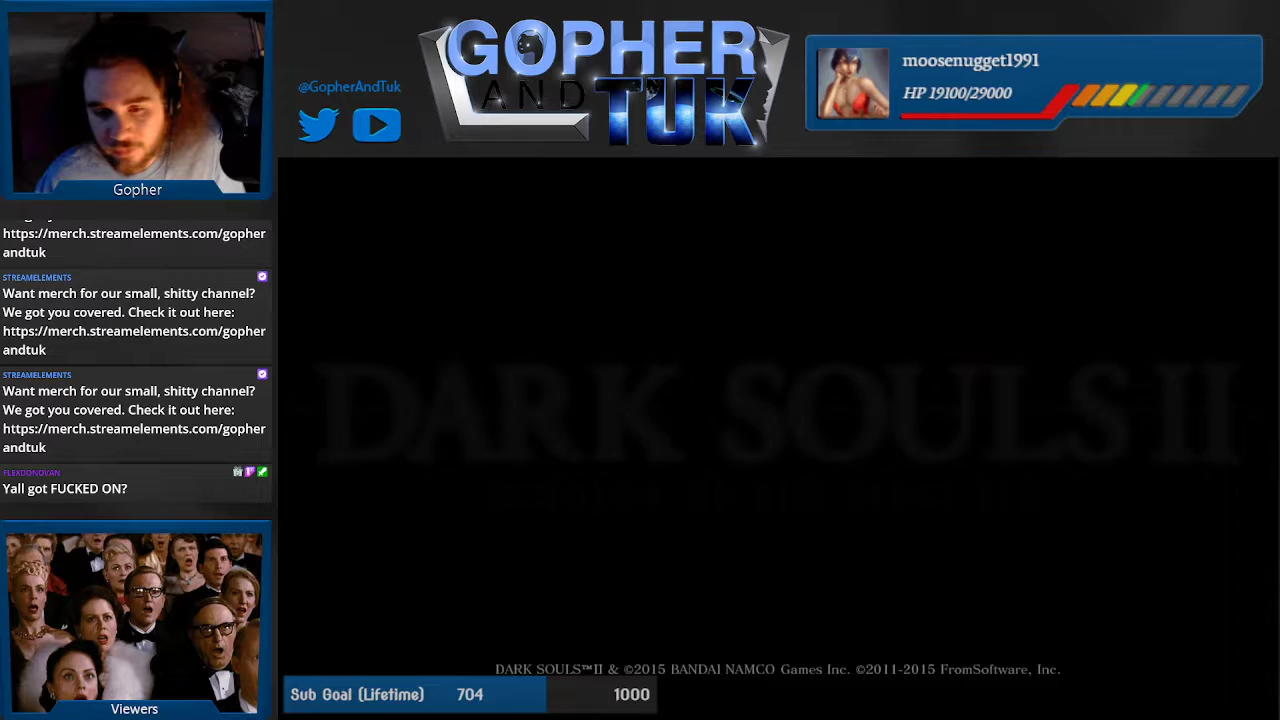 GOPHER
AND
TUK
@GopherAndTuk
moosenugget1991
HP 19100/29000
Gopher
https://merch.streamelements.com/gopher
andtuk
STREAMELEMENTS
Want merch for our small, shitty channel?
We got you covered. Check it out here:
https://merch.streamelements.com/gopher
andtuk
STREAMELEMENTS
Want merch for our small, shitty channel?
We got you covered. Check it out here:
https://merch.streamelements.com/gopher
andtuk
FLEXDONOVAN
Yall got FUCKED ON?
Viewers
DARK SOULS II
DARK SOULS™II & ©2015 BANDAI NAMCO Games Inc. ©2011-2015 FromSoftware, Inc.
Sub Goal (Lifetime) 704 1000